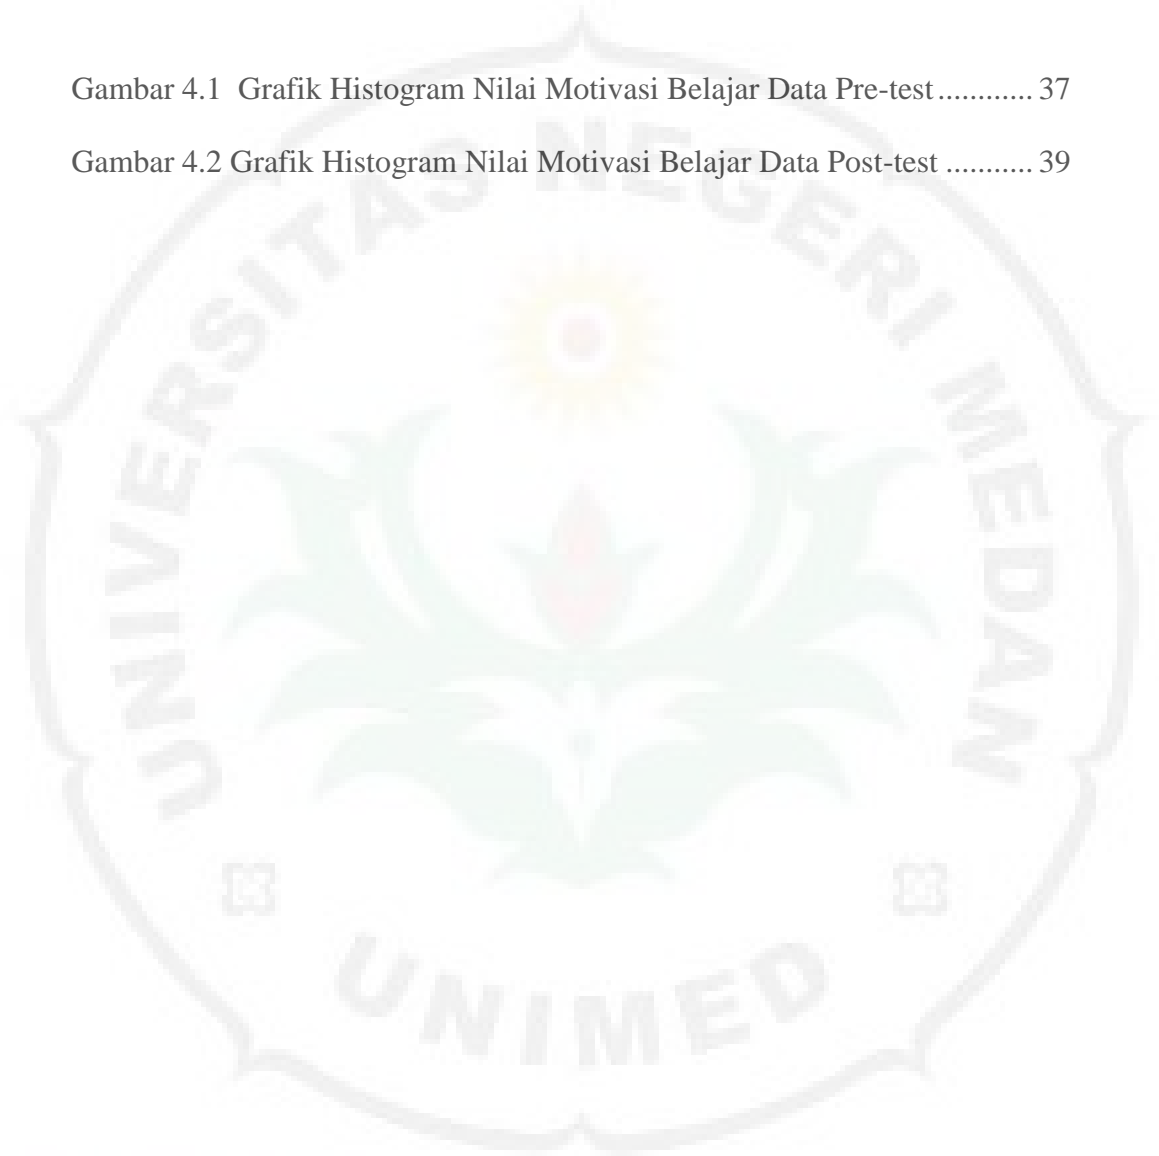 Gambar 4.1  Grafik Histogram Nilai Motivasi Belajar Data Pre-test ............ 37
Gambar 4.2 Grafik Histogram Nilai Motivasi Belajar Data Post-test ........... 39
UNIVERSITAS NEGERI MEDAN
UNIMED